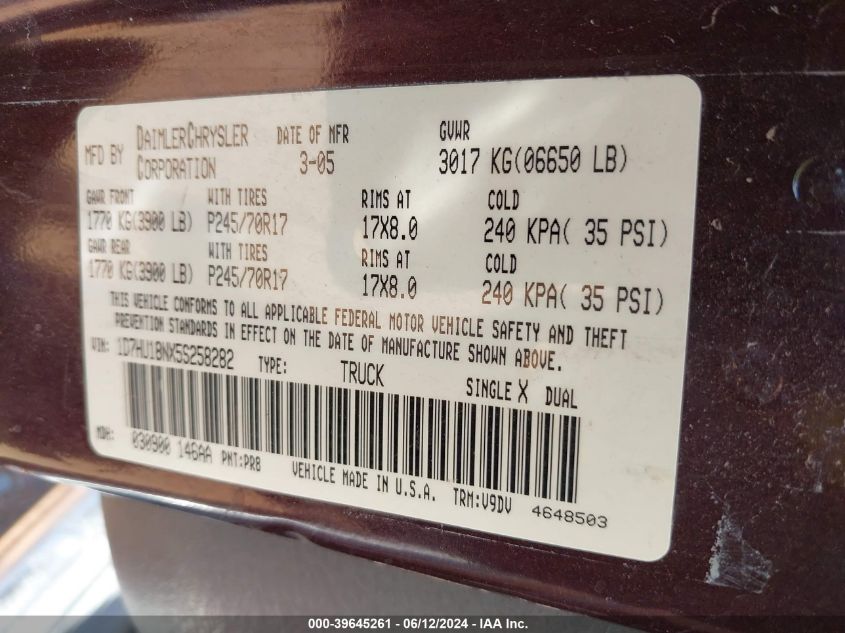 MFD BY DAIMLERCHRYSLER CORPORATION DATE OF MFR 3-05 GVWR 3017 KG(06650 LB)
GAWR FRONT WITH TIRES RIMS AT COLD
1770 KG(3900 LB) P245/70R17 17X8.0 240 KPA( 35 PSI)
GAWR REAR WITH TIRES RIMS AT COLD
1770 KG(3900 LB) P245/70R17 17X8.0 240 KPA( 35 PSI)
THIS VEHICLE CONFORMS TO ALL APPLICABLE FEDERAL MOTOR VEHICLE SAFETY AND THEFT
STANDARDS IN EFFECT ON THE DATE OF MANUFACTURE SHOWN ABOVE.
VIN: 1D7HU18NX5S258282 TYPE: TRUCK SINGLE X DUAL
MDH: 030900 146AA PNT:PR8 VEHICLE MADE IN U.S.A. TRM:V9DV 4648503
000-39645261 - 06/12/2024 - IAA Inc.